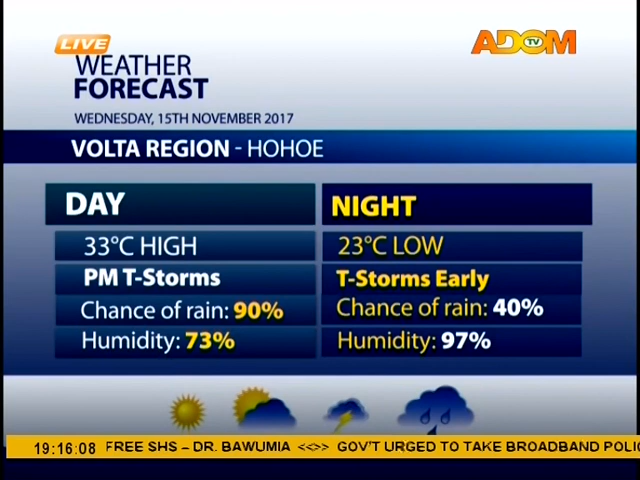 LIVE
ADOM TV
WEATHER
FORECAST
WEDNESDAY, 15TH NOVEMBER 2017
VOLTA REGION - HOHOE
DAY
33°C HIGH
PM T-Storms
Chance of rain: 90%
Humidity: 73%
NIGHT
23°C LOW
T-Storms Early
Chance of rain: 40%
Humidity: 97%
19:16:08 FREE SHS – DR. BAWUMIA <<>> GOV'T URGED TO TAKE BROADBAND POLIC